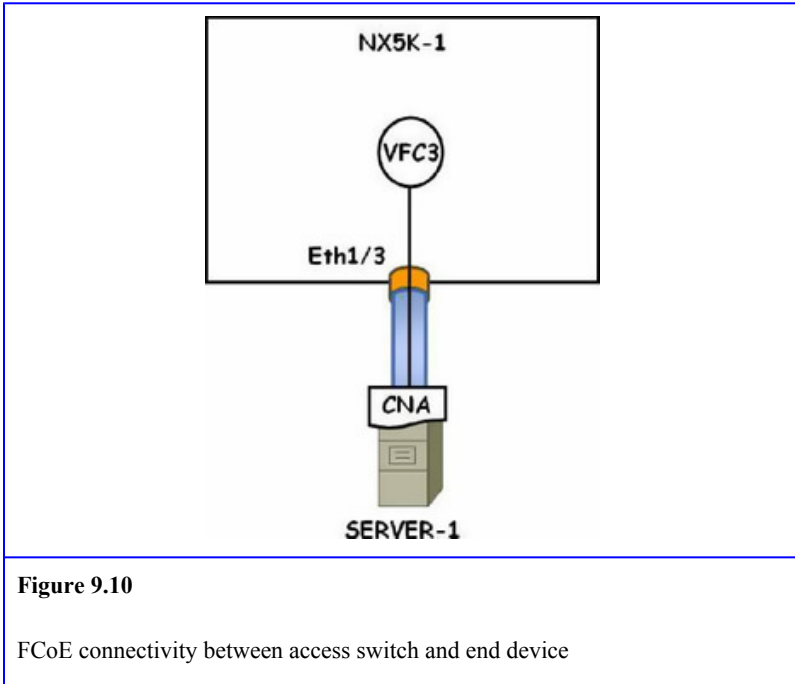 NX5K-1
VFC3
Eth1/3
CNA
SERVER-1
Figure 9.10
FCoE connectivity between access switch and end device